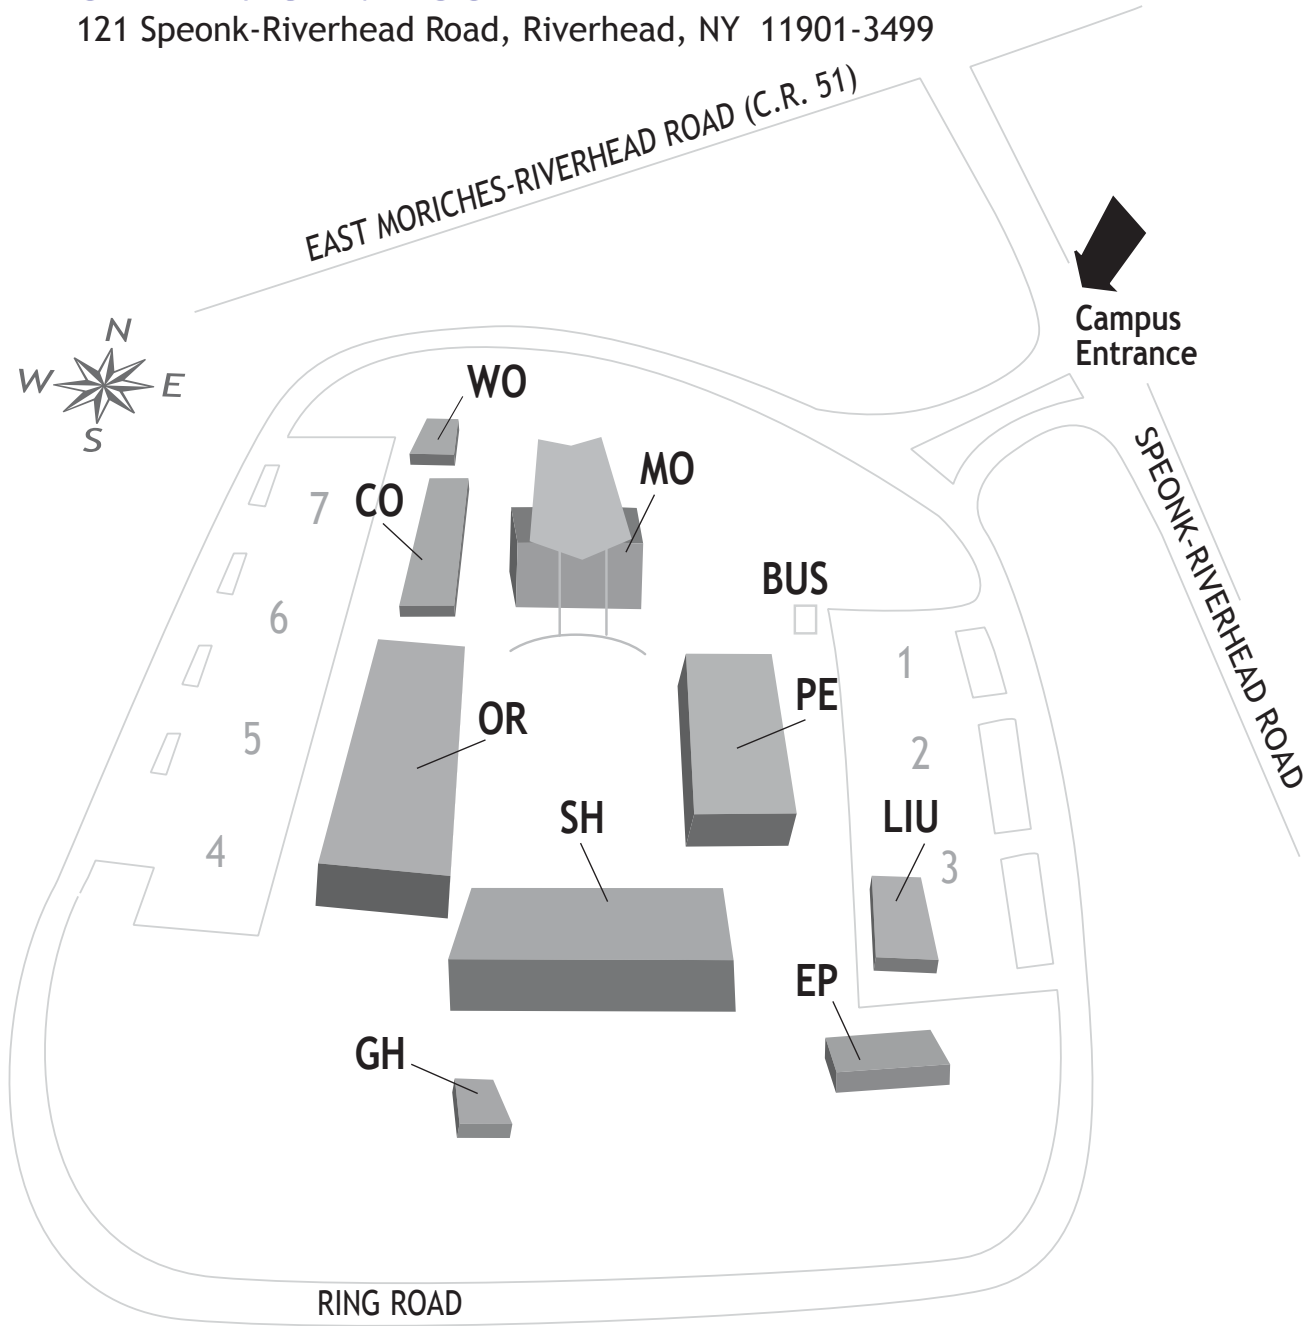 121 Speonk-Riverhead Road, Riverhead, NY 11901-3499
EAST MORICHES-RIVERHEAD ROAD (C.R. 51)
Campus
Entrance
N
W
E
S
WO
MO
CO
7
SPEONK-RIVERHEAD ROAD
BUS
6
1
PE
OR
5
2
SH
LIU
4
3
EP
GH
RING ROAD